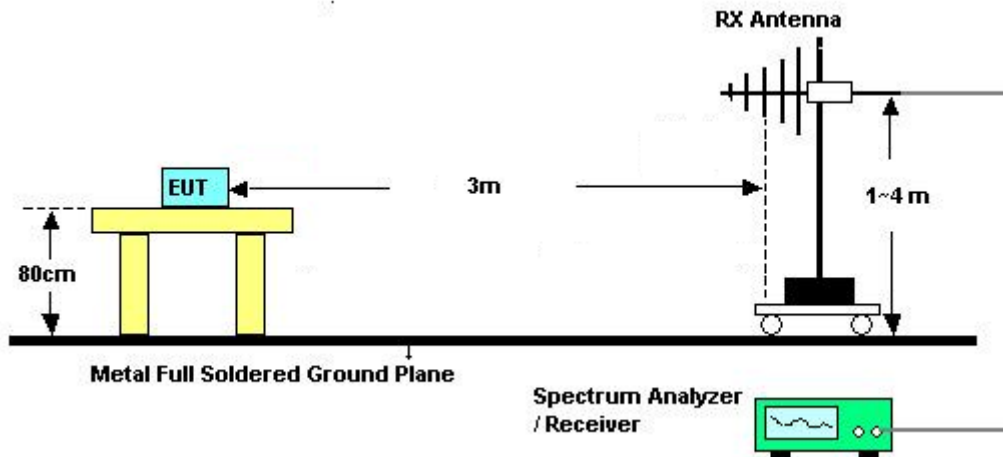 RX Antenna
EUT
3m
1~4 m
80cm
Metal Full Soldered Ground Plane
Spectrum Analyzer
/ Receiver